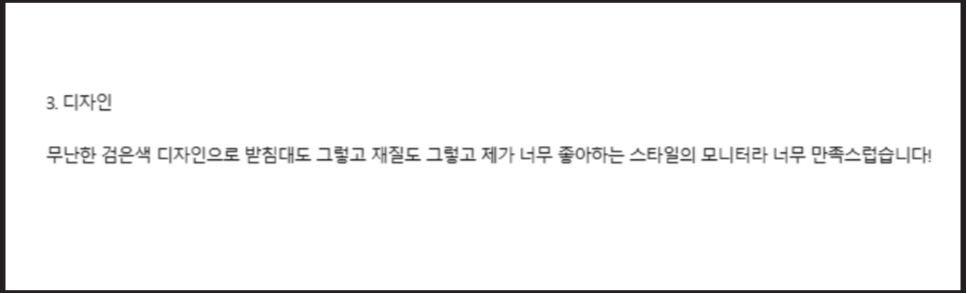 3. 디자인
무난한 검은색 디자인으로 받침대도 그렇고 재질도 그렇고 제가 너무 좋아하는 스타일의 모니터라 너무 만족스럽습니다!